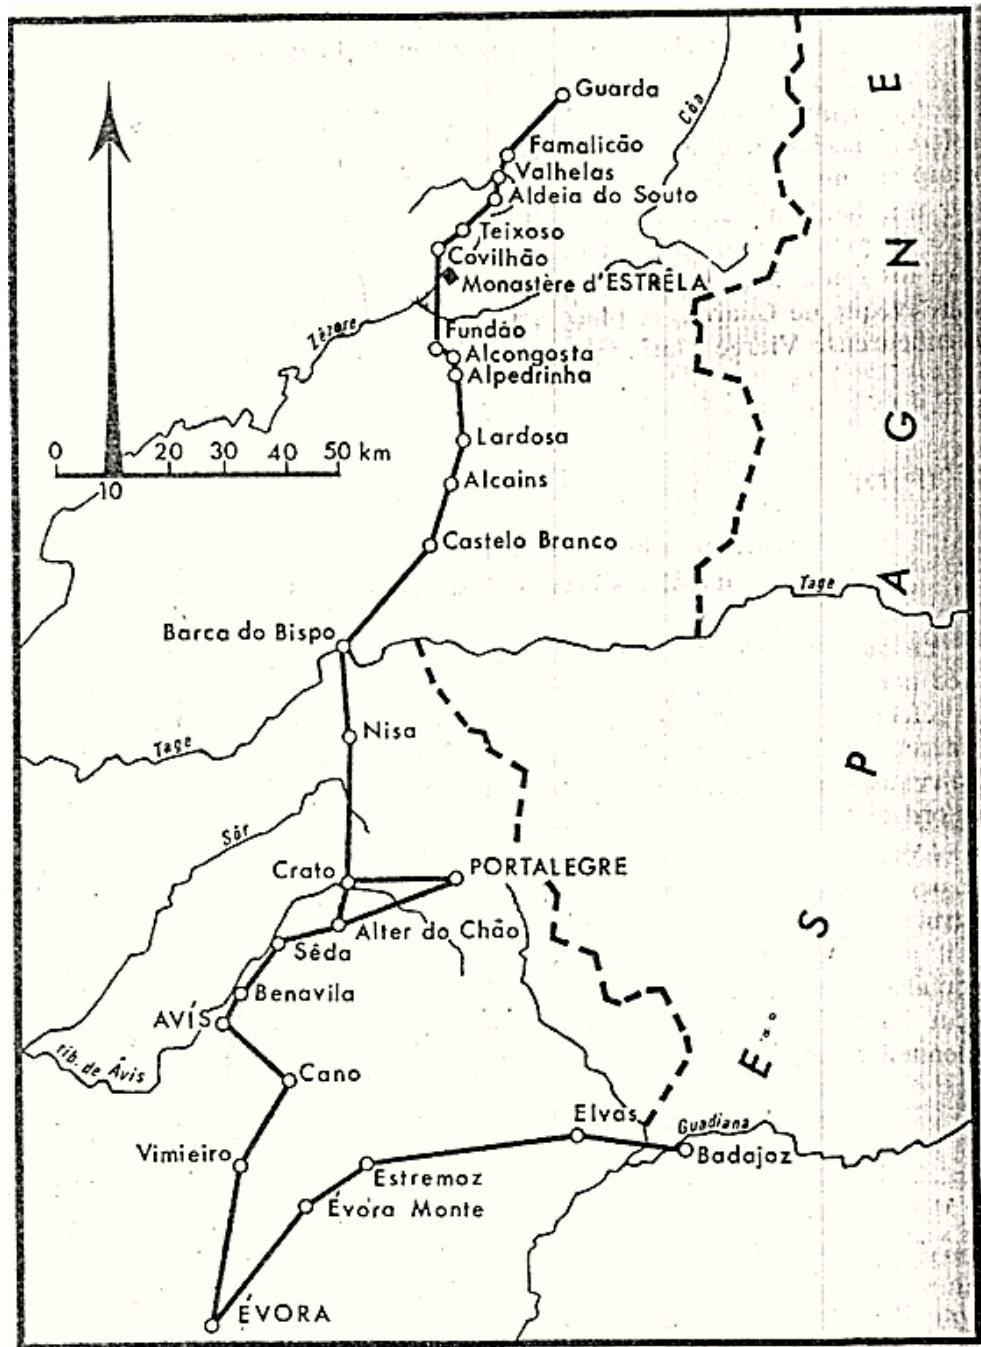 Guarda
Côa
Famalicão
Valhelas
Aldeia do Souto
Teixoso
Covilhão
Monastère d'ESTRÊLA
Zêzere
Fundão
Alcongosta
Alpedrinha
Lardosa
0 10 20 30 40 50 km
Alcains
Castelo Branco
Tage
Barca do Bispo
Nisa
Tage
Sôr
Crato
PORTALEGRE
Alter do Chão
Sêda
Benavila
AVÍS
rib. de Ávis
Cano
Elvas
Guadiana
Vimieiro
Badajoz
Estremoz
Évora Monte
ÉVORA
ESPAGNE